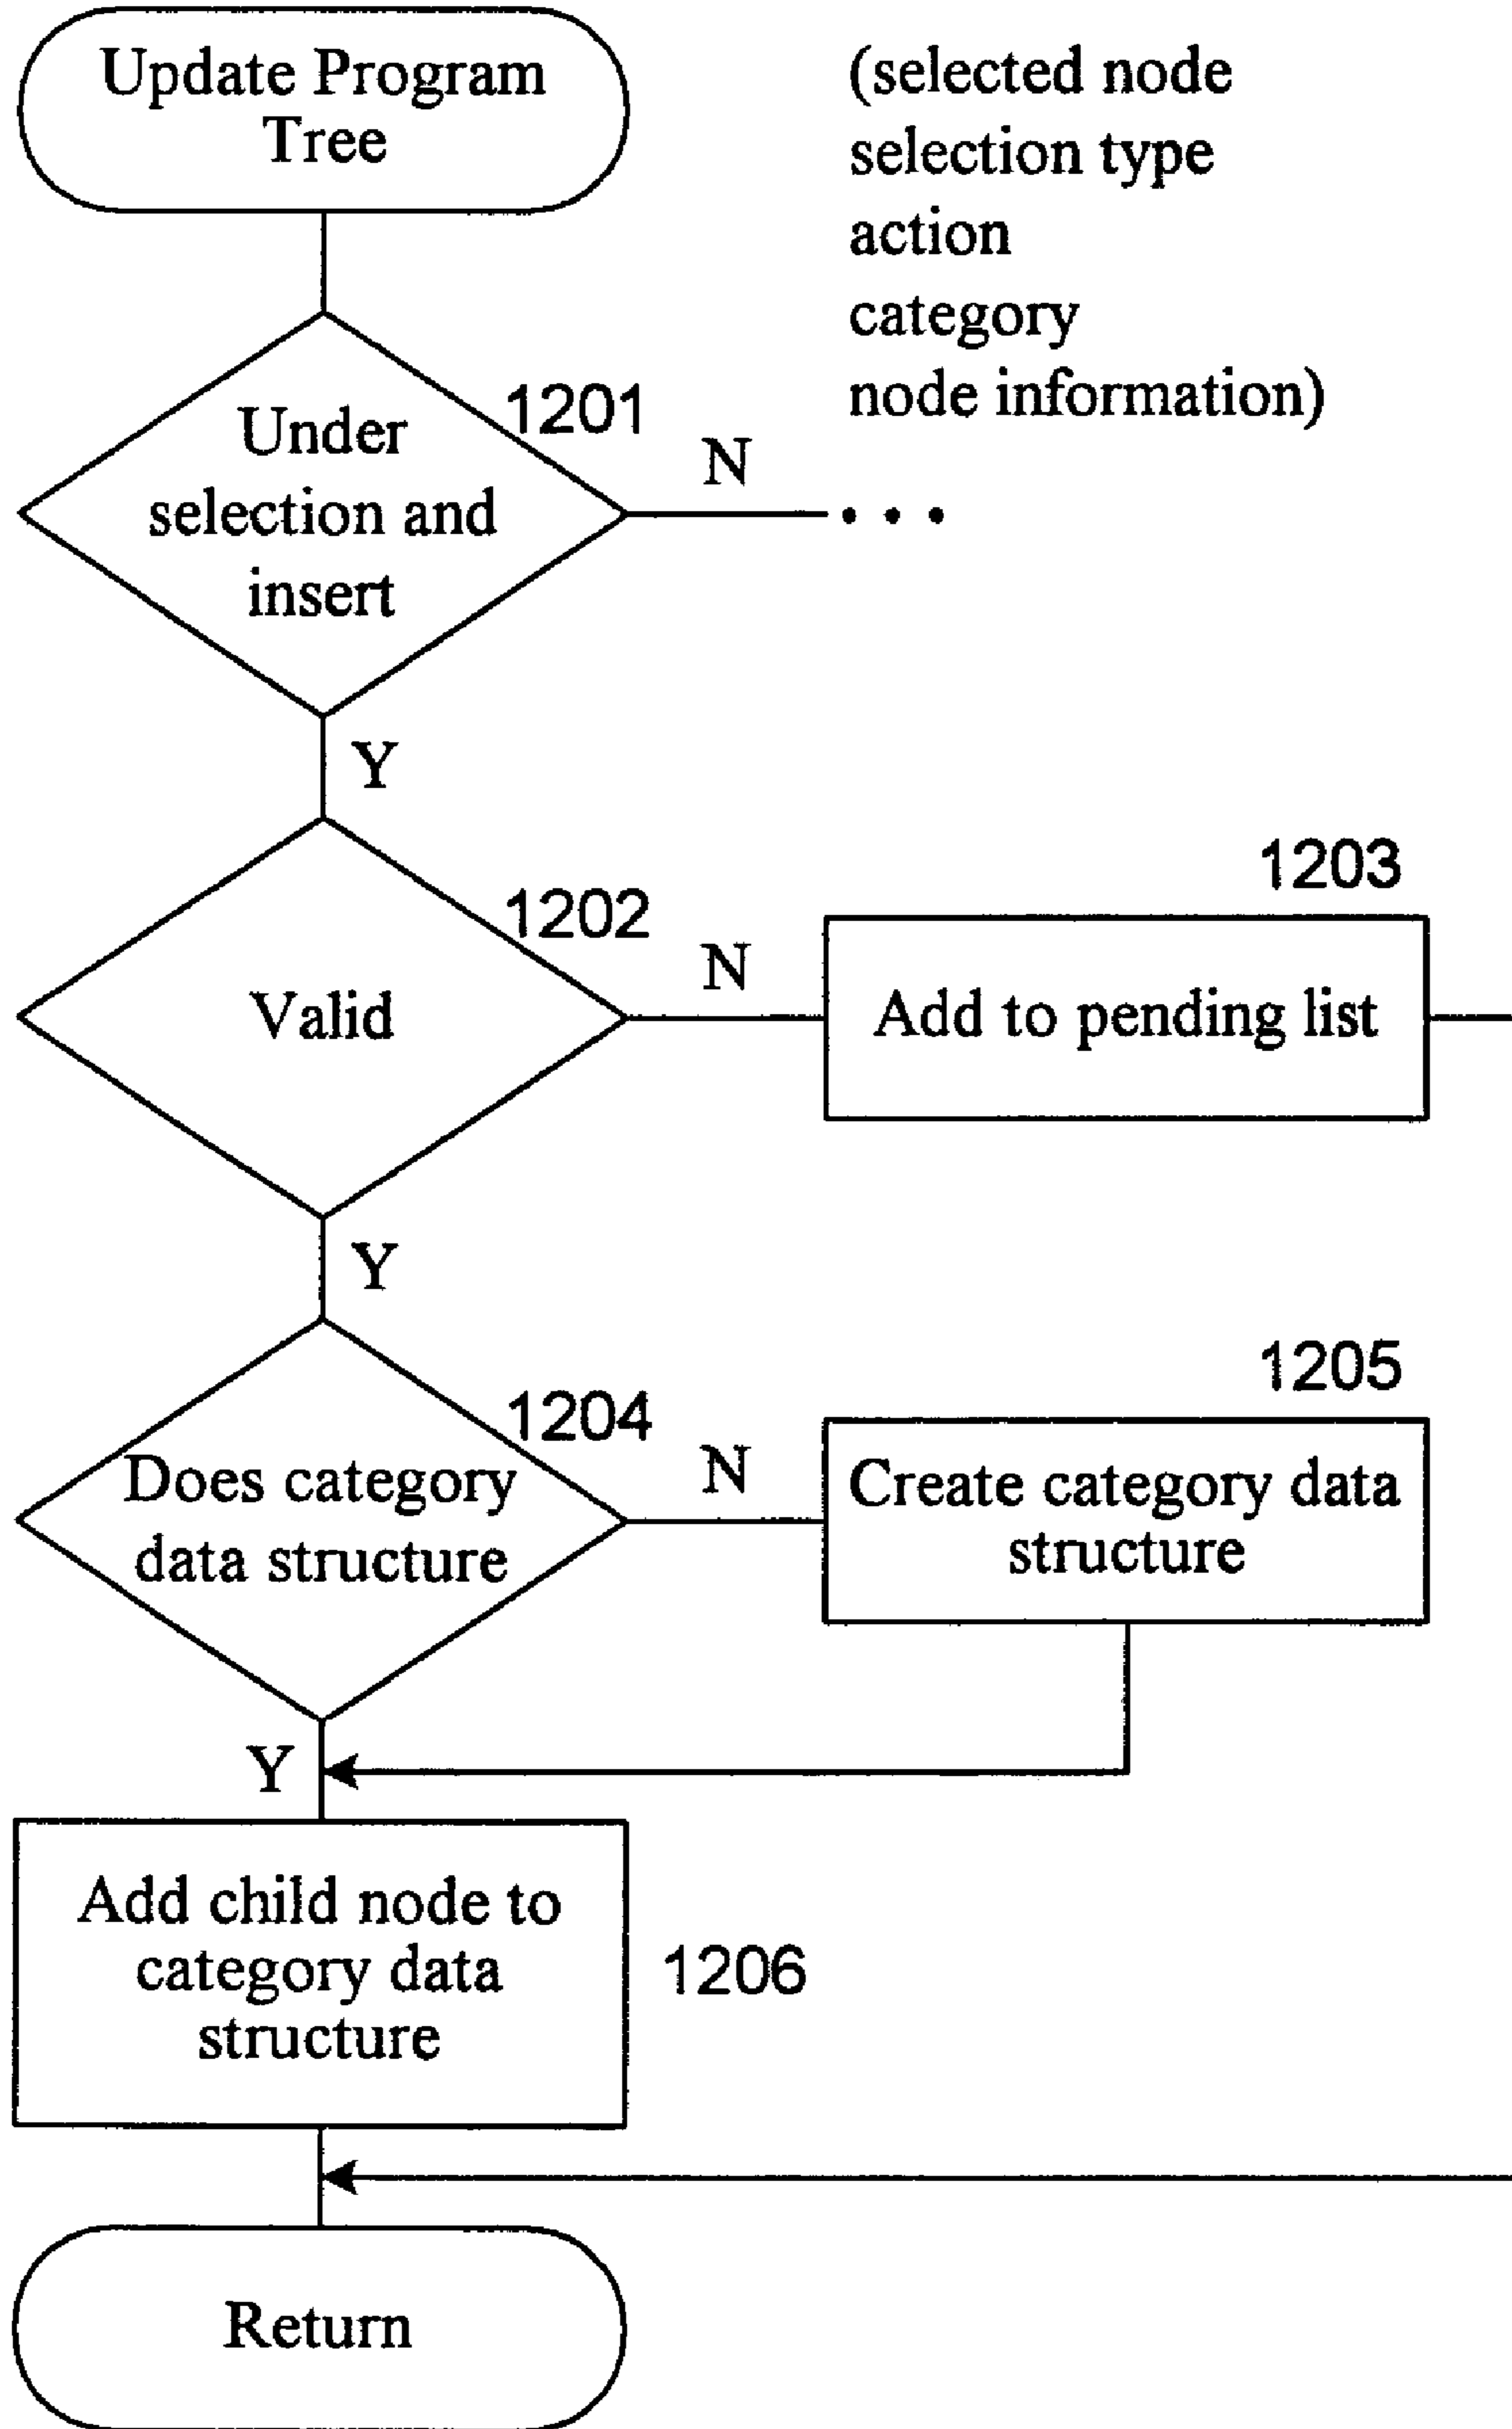 Update Program
Tree
(selected node
selection type
action
category
node information)
1201
Under
selection and
insert
N
Y
1202
Valid
N
1203
Add to pending list
Y
1204
Does category
data structure
N
1205
Create category data
structure
Y
Add child node to
category data
structure
1206
Return